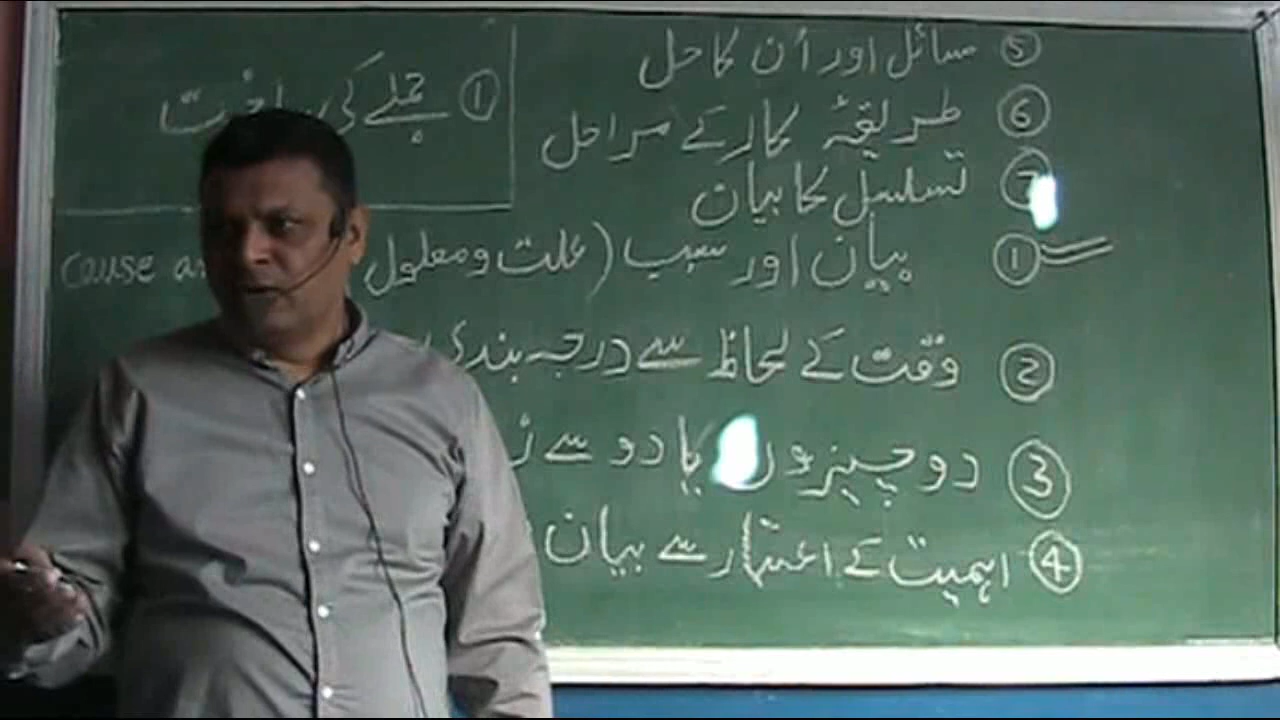 ① جملے کی ساخت
⑤ مسائل اور اُن کا حل
⑥ طریقۂ کار کے مراحل
⑦ تسلسل کا بیان
① بیان اور سبب (علت و معلول cause
② وقت کے لحاظ سے درجہ بندی
③ دو چیزوں یا دو سے
④ اہمیت کے اعتبار سے بیان